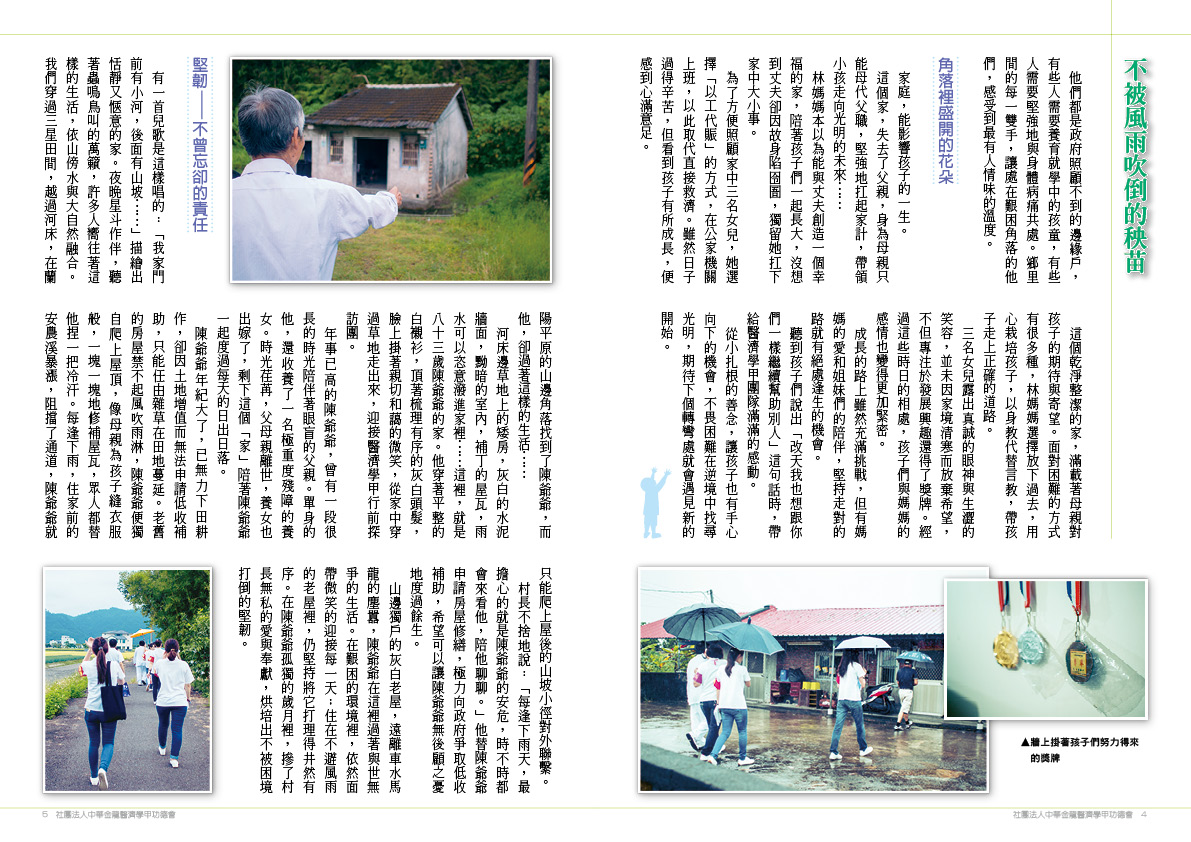 不被風雨吹倒的秧苗
他們都是政府照顧不到的邊緣戶，
有些人需要養育就學中的孩童，有些
人需要堅強地與身體病痛共處。鄉里
間的每一雙手，讓處在艱困角落的他
們，感受到最有人情味的溫度。
角落裡盛開的花朵
家庭，能影響孩子的一生。
這個家，失去了父親，身為母親只
能母代父職，堅強地扛起家計，帶領
小孩走向光明的未來……
林媽媽本以為能與丈夫創造一個幸
福的家，陪著孩子們一起長大，沒想
到丈夫卻因故身陷囹圄，獨留她扛下
家中大小事。
為了方便照顧家中三名女兒，她選
擇「以工代賑」的方式，在公家機關
上班，以此取代直接救濟。雖然日子
過得辛苦，但看到孩子有所成長，便
感到心滿意足。
這個乾淨整潔的家，滿載著母親對
孩子的期待與寄望。面對困難的方式
有很多種，林媽媽選擇放下過去，用
心栽培孩子，以身教代替言教，帶孩
子走上正確的道路。
三名女兒露出真誠的眼神與生澀的
笑容，並未因家境清寒而放棄希望，
不但專注於發展興趣還得了獎牌。經
過這些時日的相處，孩子們與媽媽的
感情也變得更加緊密。
成長的路上雖然充滿挑戰，但有媽
媽的愛和姐妹們的陪伴，堅持走對的
路就有絕處逢生的機會。
聽到孩子們說出「改天我也想跟你
們一樣繼續幫助別人」這句話時，帶
給醫濟學甲團隊滿滿的感動。
從小扎根的善念，讓孩子也有手心
向下的機會，不畏困難在逆境中找尋
光明，期待下個轉彎處就會遇見新的
開始。
▲牆上掛著孩子們努力得來
的獎牌
社團法人中華金龍醫濟學甲功德會 4
堅韌——不曾忘卻的責任
有一首兒歌是這樣唱的：「我家門
前有小河，後面有山坡……」描繪出
恬靜又愜意的家。夜晚星斗作伴，聽
著蟲鳴鳥叫的萬籟，許多人嚮往著這
樣的生活，依山傍水與大自然融合。
我們穿過三星田間，越過河床，在蘭
陽平原的山邊角落找到了陳爺爺，而
他，卻過著這樣的生活……
河床邊草地上的矮房，灰白的水泥
牆面，黝暗的室內，補丁的屋瓦，雨
水可以恣意潑進家裡……這裡，就是
八十三歲陳爺爺的家。他穿著平整的
白襯衫，頂著梳理有序的灰白頭髮，
臉上掛著親切和藹的微笑，從家中穿
過草地走出來，迎接醫濟學甲行前探
訪團。
年事已高的陳爺爺，曾有一段很
長的時光陪伴著眼盲的父親。單身的
他，還收養了一名極重度殘障的養
女。時光荏苒，父母親離世，養女也
出嫁了，剩下這個「家」陪著陳爺爺
一起度過每天的日出日落。
陳爺爺年紀大了，已無力下田耕
作，卻因土地增值而無法申請低收補
助，只能任由雜草在田地蔓延。老舊
的房屋禁不起風吹雨淋，陳爺爺便獨
自爬上屋頂，像母親為孩子縫衣服
般，一塊一塊地修補屋瓦，眾人都替
他捏一把冷汗。每逢下雨，住家前的
安農溪暴漲，阻擋了通道，陳爺爺就
只能爬上屋後的山坡小徑對外聯繫。
村長不捨地說：「每逢下雨天，最
擔心的就是陳爺爺的安危，時不時都
會來看他，陪他聊聊。」他替陳爺爺
申請房屋修繕，極力向政府爭取低收
補助，希望可以讓陳爺爺無後顧之憂
地度過餘生。
山邊獨戶的灰白老屋，遠離車水馬
龍的塵囂，陳爺爺在這裡過著與世無
爭的生活。在艱困的環境裡，依然面
帶微笑的迎接每一天；住在不避風雨
的老屋裡，仍堅持將它打理得井然有
序。在陳爺爺孤獨的歲月裡，摻了村
長無私的愛與奉獻，烘培出不被困境
打倒的堅韌。
5 社團法人中華金龍醫濟學甲功德會